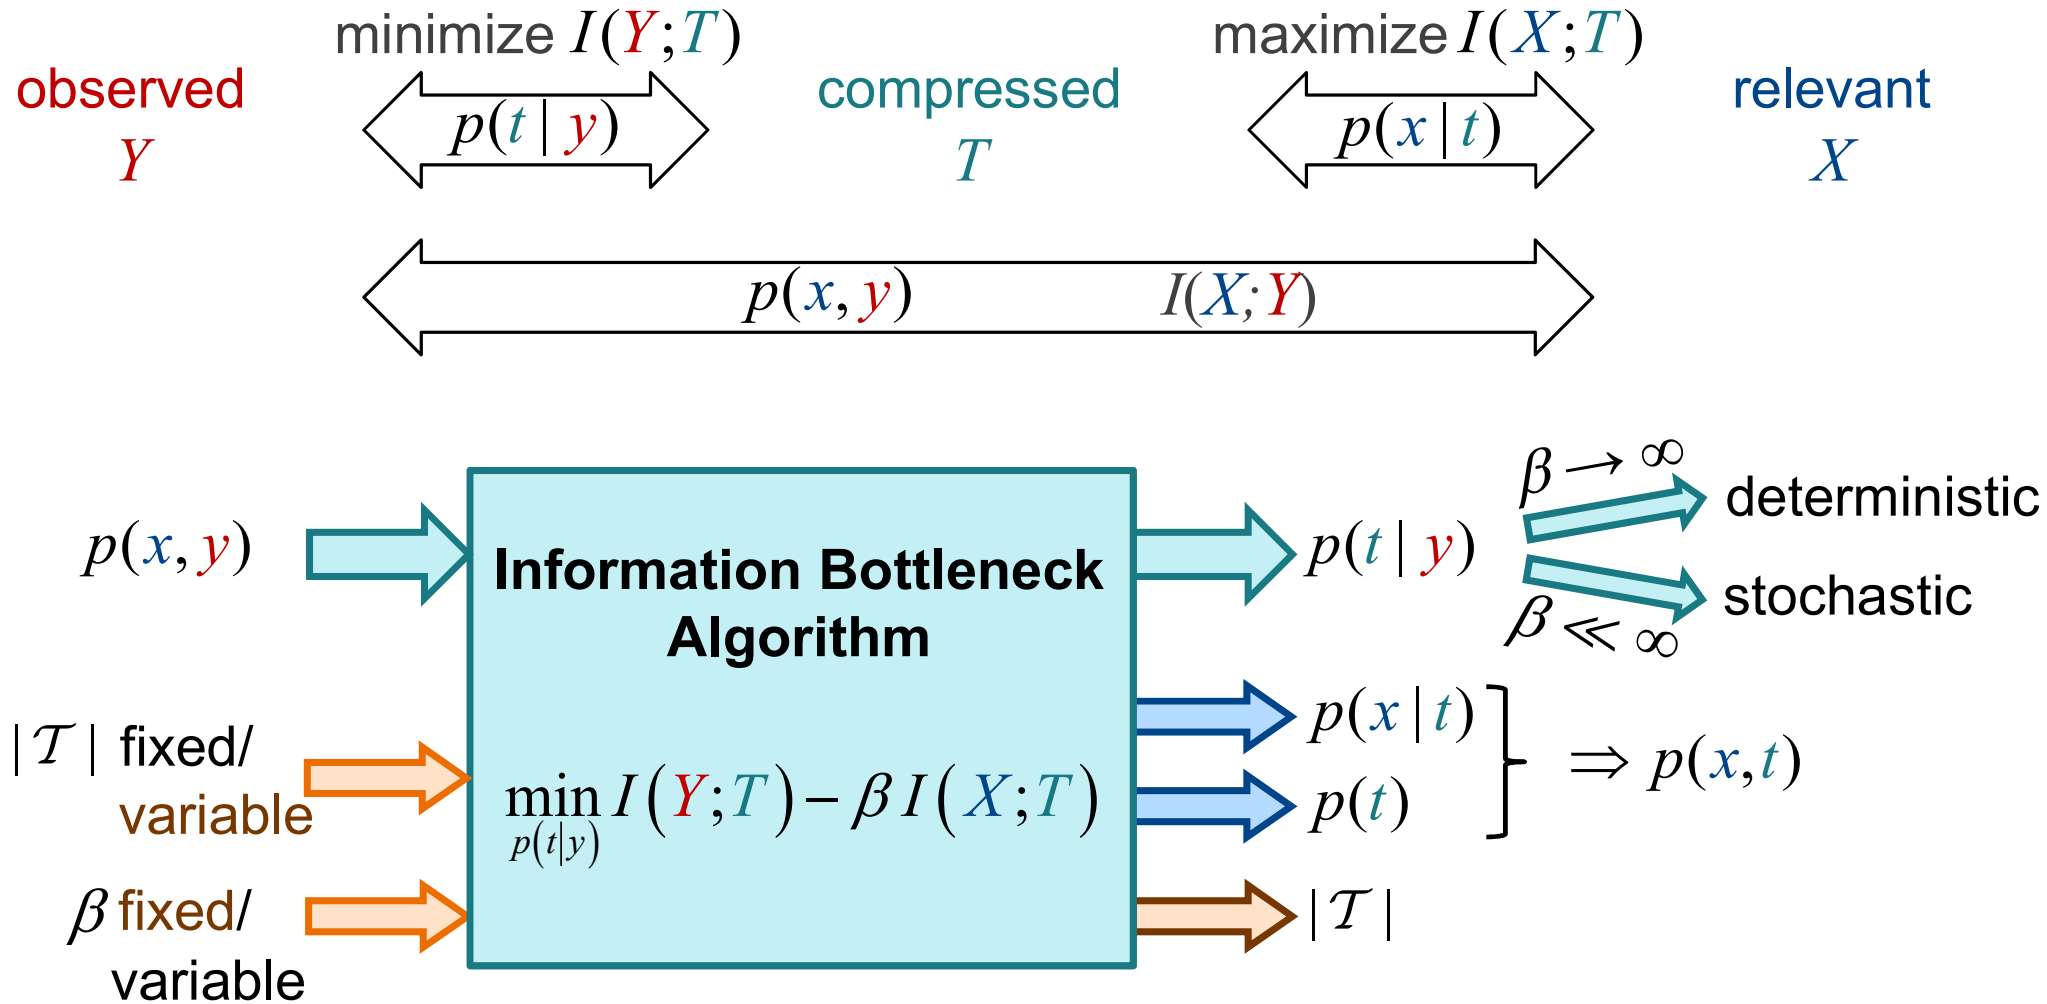 minimize I(Y;T)
maximize I(X;T)
observed
compressed
relevant
Y
p(t | y)
T
p(x | t)
X
p(x, y)
I(X;Y)
p(x, y)
Information Bottleneck
Algorithm
min I(Y;T) − β I(X;T)
p(t|y)
|𝒯| fixed/
variable
β fixed/
variable
p(t | y)
β → ∞
deterministic
β ≪ ∞
stochastic
p(x | t)
p(t)
⇒ p(x,t)
|𝒯|